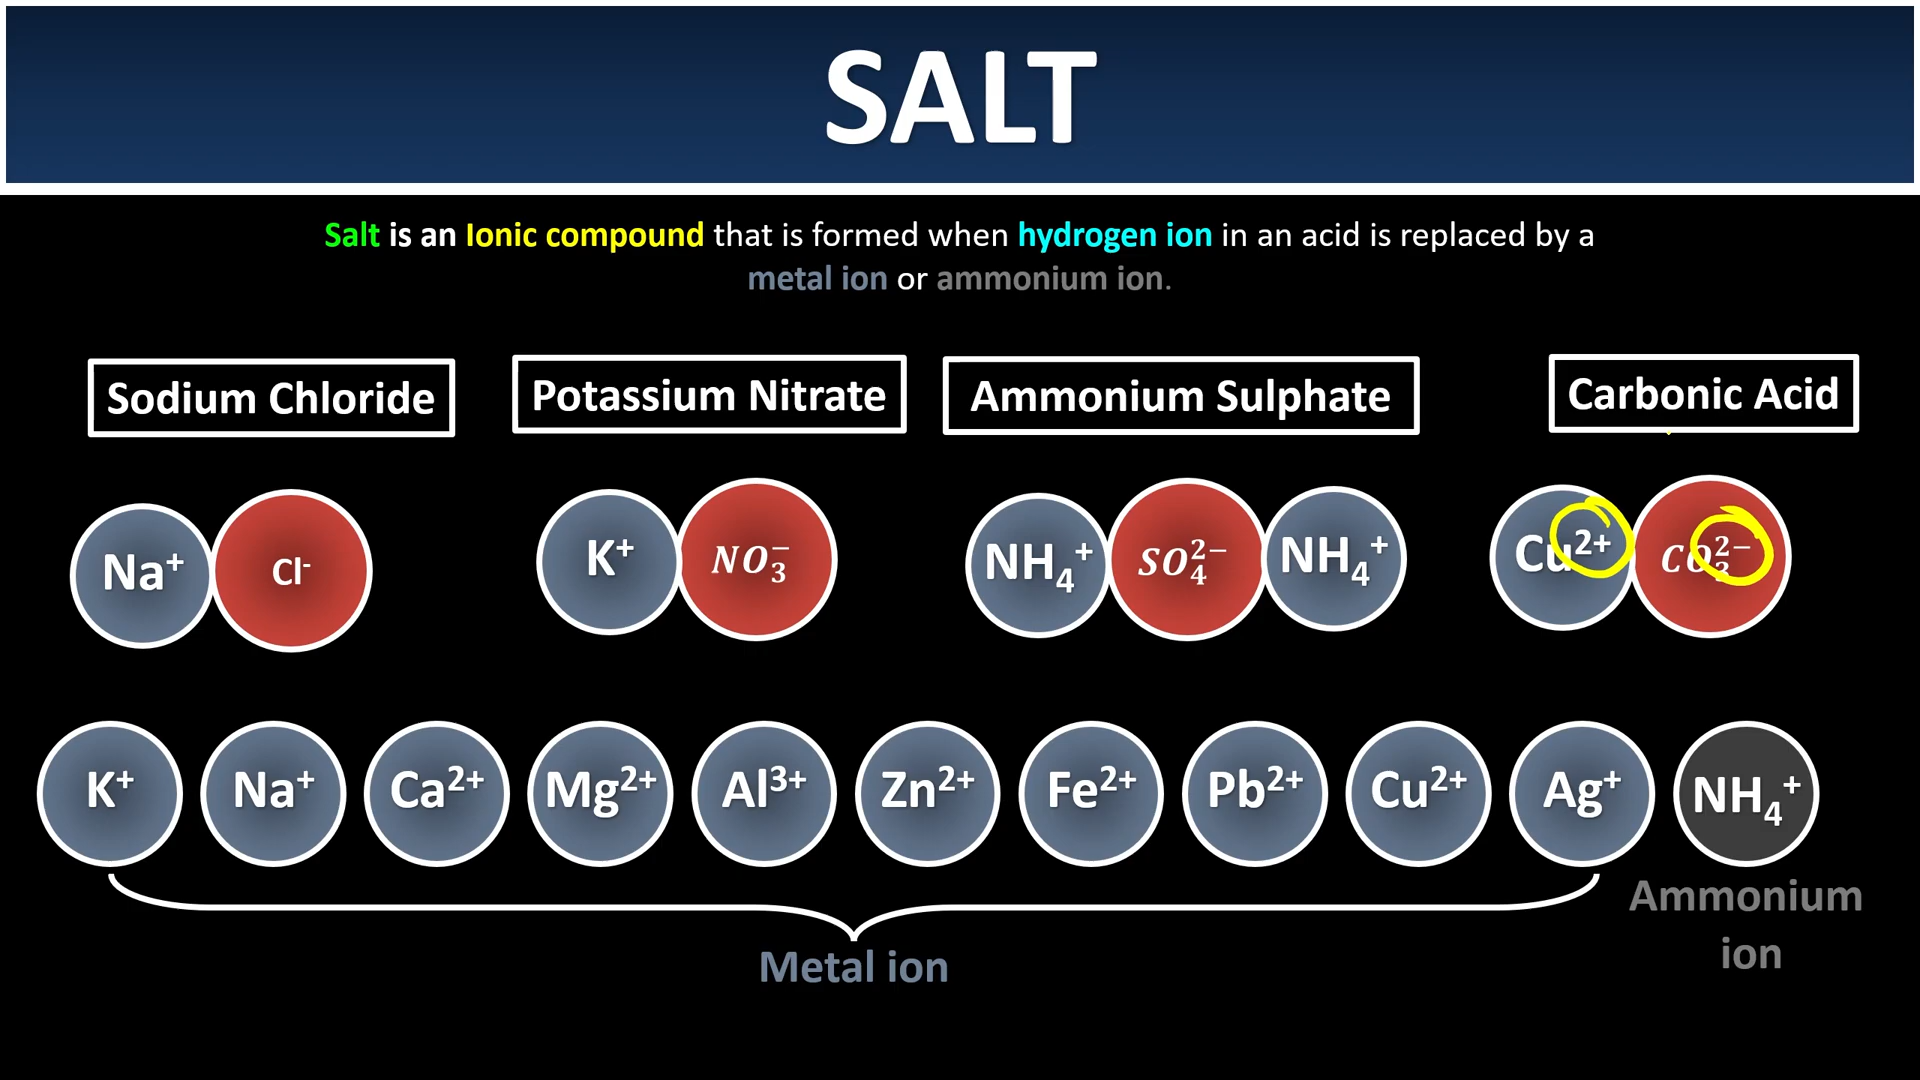 SALT
Salt is an Ionic compound that is formed when hydrogen ion in an acid is replaced by a
metal ion or ammonium ion.
Sodium Chloride Potassium Nitrate Ammonium Sulphate Carbonic Acid
Na⁺ Cl⁻ K⁺ NO₃⁻ NH₄⁺ SO₄²⁻ NH₄⁺ Cu²⁺ CO₃²⁻
K⁺ Na⁺ Ca²⁺ Mg²⁺ Al³⁺ Zn²⁺ Fe²⁺ Pb²⁺ Cu²⁺ Ag⁺ NH₄⁺
Metal ion
Ammonium
ion